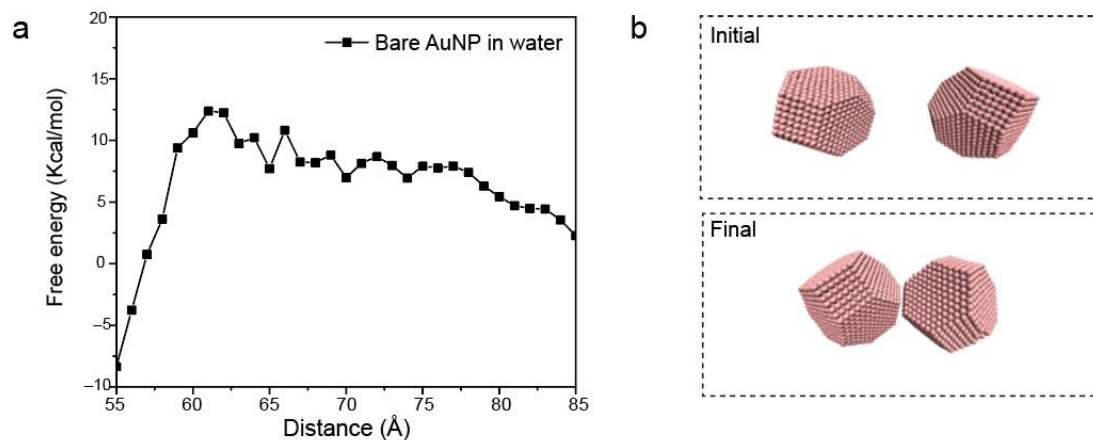 a
20
15
10
5
0
−5
−10
Free energy (Kcal/mol)
Bare AuNP in water
55 60 65 70 75 80 85
Distance (Å)
b
Initial
Final